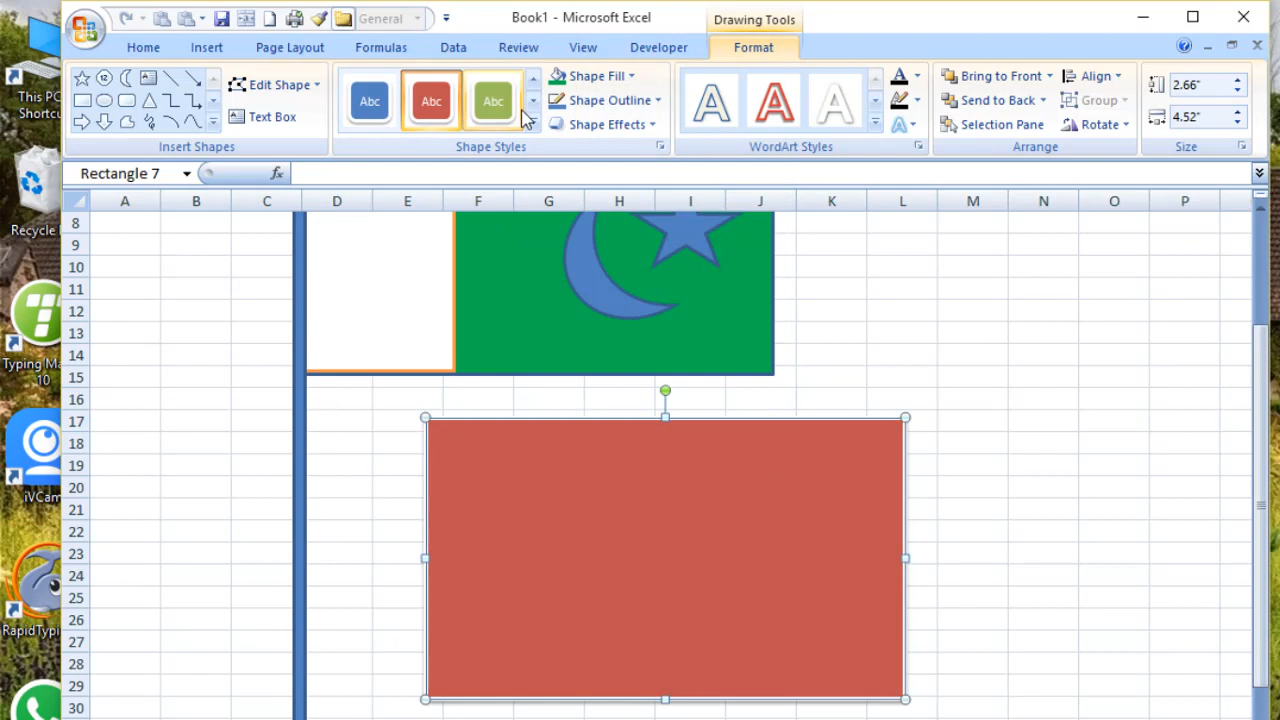 General
Book1 - Microsoft Excel
Drawing Tools
Home Insert Page Layout Formulas Data Review View Developer Format
Edit Shape
Text Box
Insert Shapes
Abc Abc Abc
Shape Fill
Shape Outline
Shape Effects
Shape Styles
A A A
WordArt Styles
Bring to Front
Send to Back
Selection Pane
Align
Group
Rotate
Arrange
2.66"
4.52"
Size
Rectangle 7
fx
A B C D E F G H I J K L M N O P
8
9
10
11
12
13
14
15
16
17
18
19
20
21
22
23
24
25
26
27
28
29
30
This PC
Shortcu
Recycle
Typing Ma
10
iVCam
RapidTypi